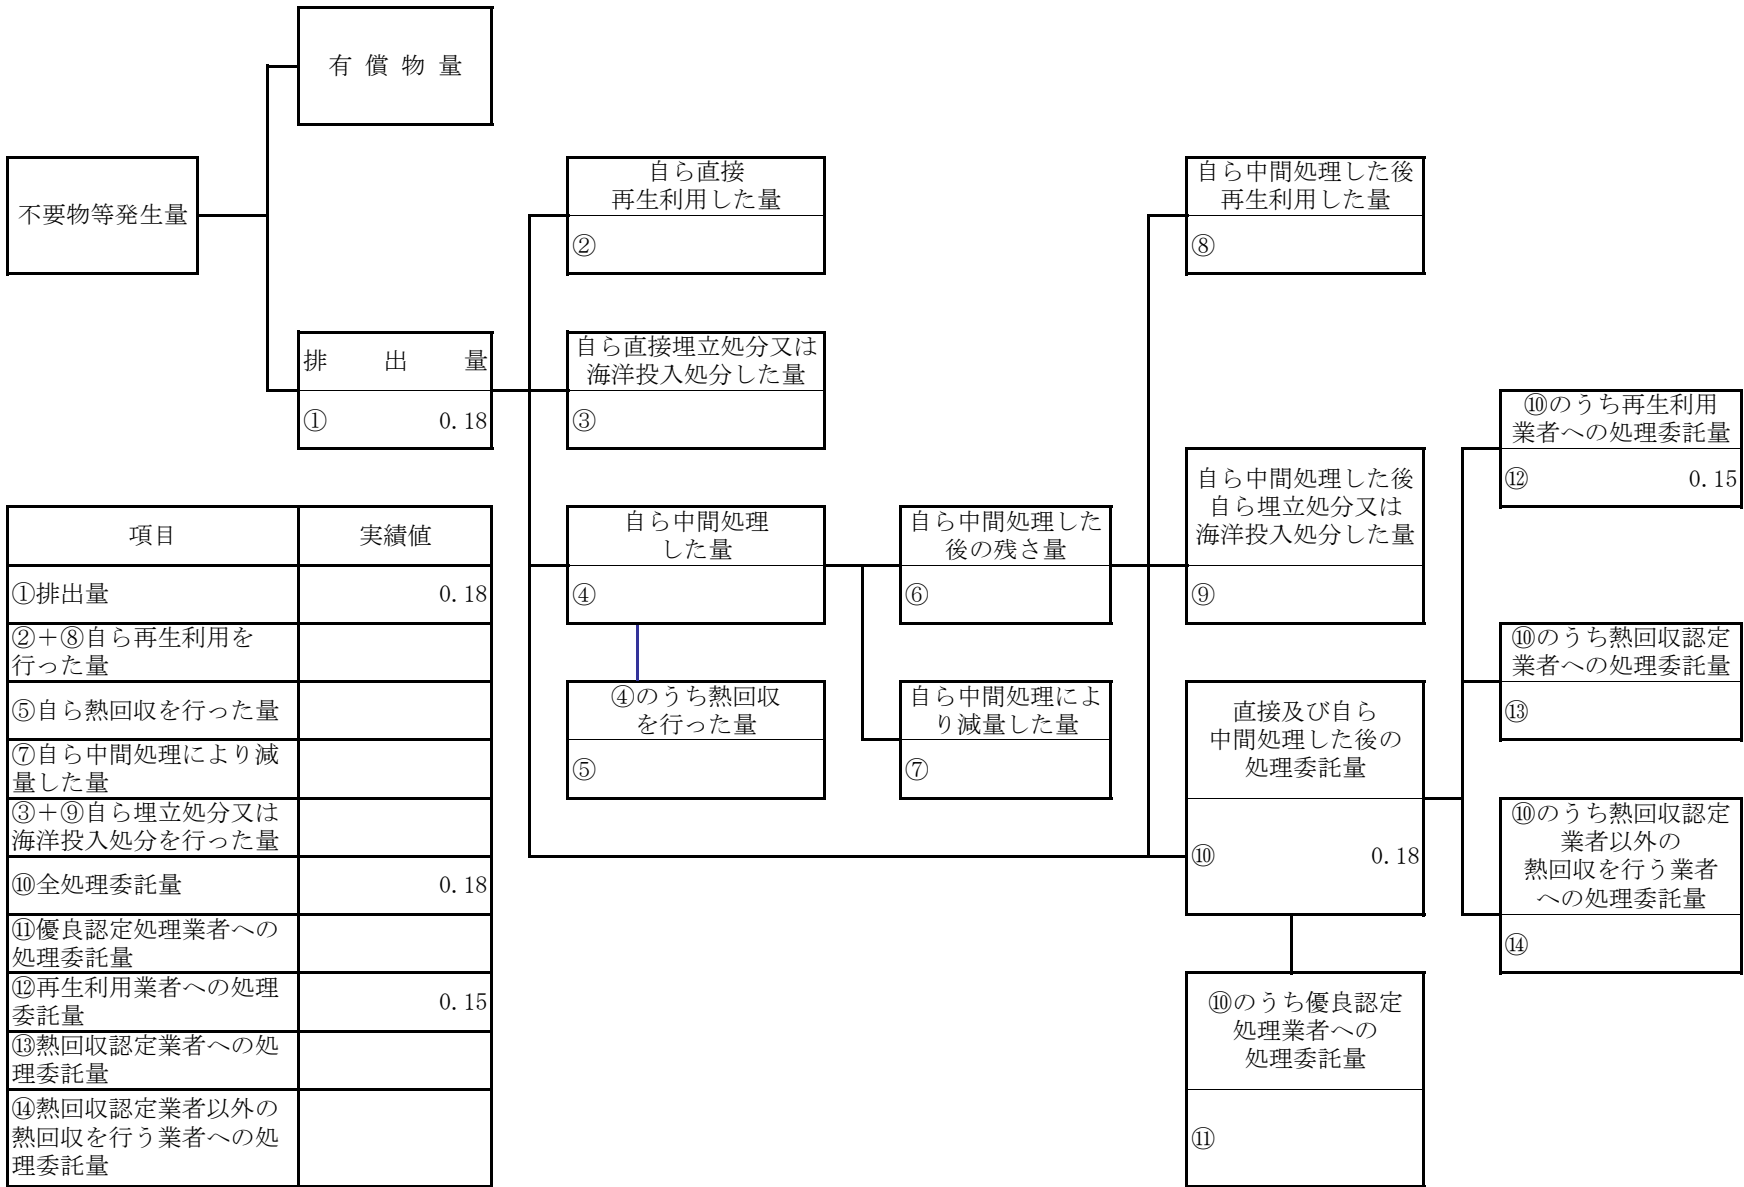 有償物量
不要物等発生量
自ら直接
再生利用した量
②
自ら中間処理した後
再生利用した量
⑧
排出量
① 0.18
自ら直接埋立処分又は
海洋投入処分した量
③
⑩のうち再生利用
業者への処理委託量
⑫ 0.15
自ら中間処理した後
自ら埋立処分又は
海洋投入処分した量
⑨
自ら中間処理
した量
④
自ら中間処理した
後の残さ量
⑥
⑩のうち熱回収認定
業者への処理委託量
⑬
④のうち熱回収
を行った量
⑤
自ら中間処理によ
り減量した量
⑦
直接及び自ら
中間処理した後の
処理委託量
⑩ 0.18
⑩のうち熱回収認定
業者以外の
熱回収を行う業者
への処理委託量
⑭
⑩のうち優良認定
処理業者への
処理委託量
⑪
項目 実績値
①排出量 0.18
②＋⑧自ら再生利用を
行った量
⑤自ら熱回収を行った量
⑦自ら中間処理により減
量した量
③＋⑨自ら埋立処分又は
海洋投入処分を行った量
⑩全処理委託量 0.18
⑪優良認定処理業者への
処理委託量
⑫再生利用業者への処理
委託量 0.15
⑬熱回収認定業者への処
理委託量
⑭熱回収認定業者以外の
熱回収を行う業者への処
理委託量